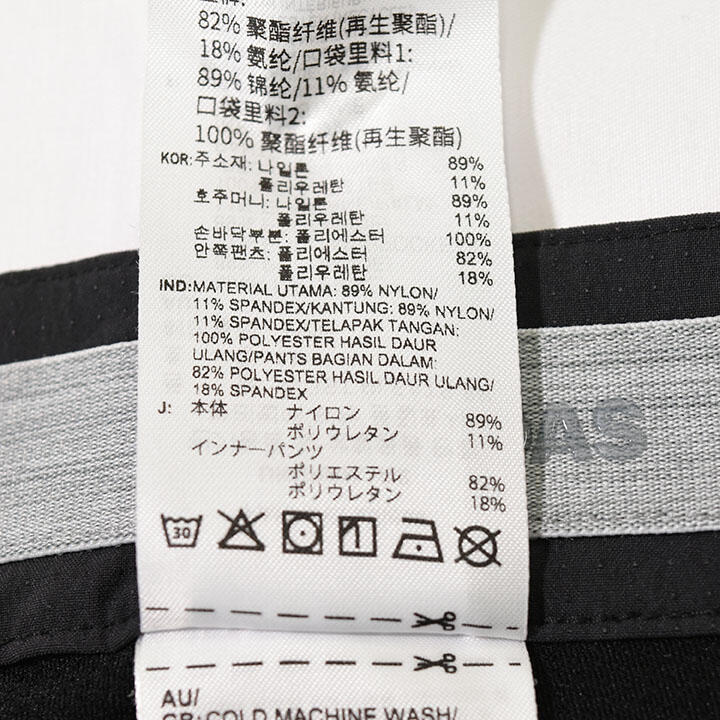 82% 聚酯纤维(再生聚酯)/
18% 氨纶/口袋里料1:
89% 锦纶/11% 氨纶/
口袋里料2:
100% 聚酯纤维(再生聚酯)
KOR:주소재: 나일론 89%
폴리우레탄 11%
호주머니: 나일론 89%
폴리우레탄 11%
손바닥부분: 폴리에스터 100%
안쪽팬츠: 폴리에스터 82%
폴리우레탄 18%
IND:MATERIAL UTAMA: 89% NYLON/
11% SPANDEX/KANTUNG: 89% NYLON/
11% SPANDEX/TELAPAK TANGAN:
100% POLYESTER HASIL DAUR
ULANG/PANTS BAGIAN DALAM:
82% POLYESTER HASIL DAUR ULANG/
18% SPANDEX
J: 本体 ナイロン 89%
ポリウレタン 11%
インナーパンツ
ポリエステル 82%
ポリウレタン 18%
AS
30
AU/
GB:COLD MACHINE WASH/